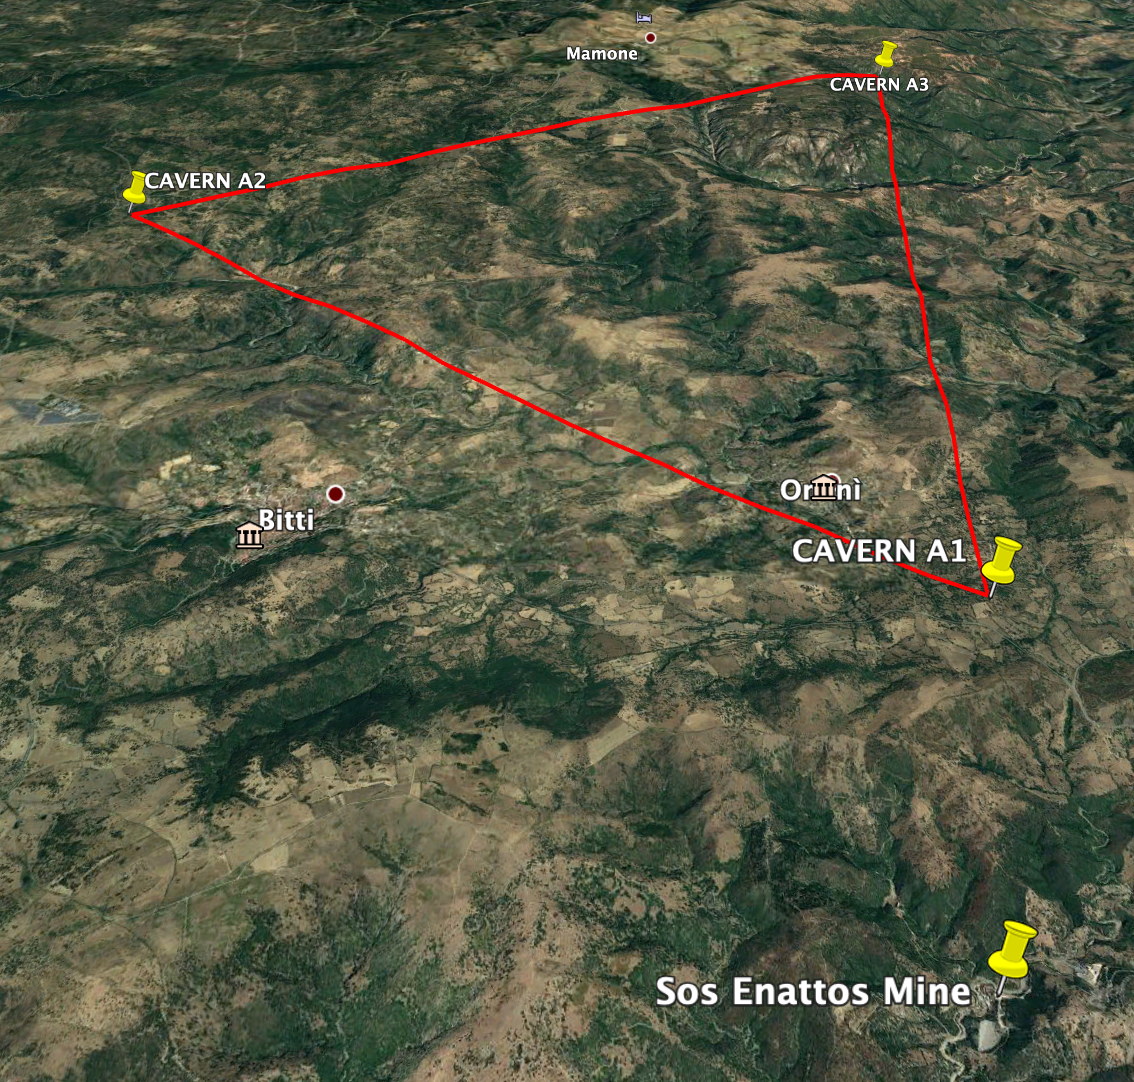 Mamone
CAVERN A3
CAVERN A2
Bitti
CAVERN A1
Sos Enattos Mine